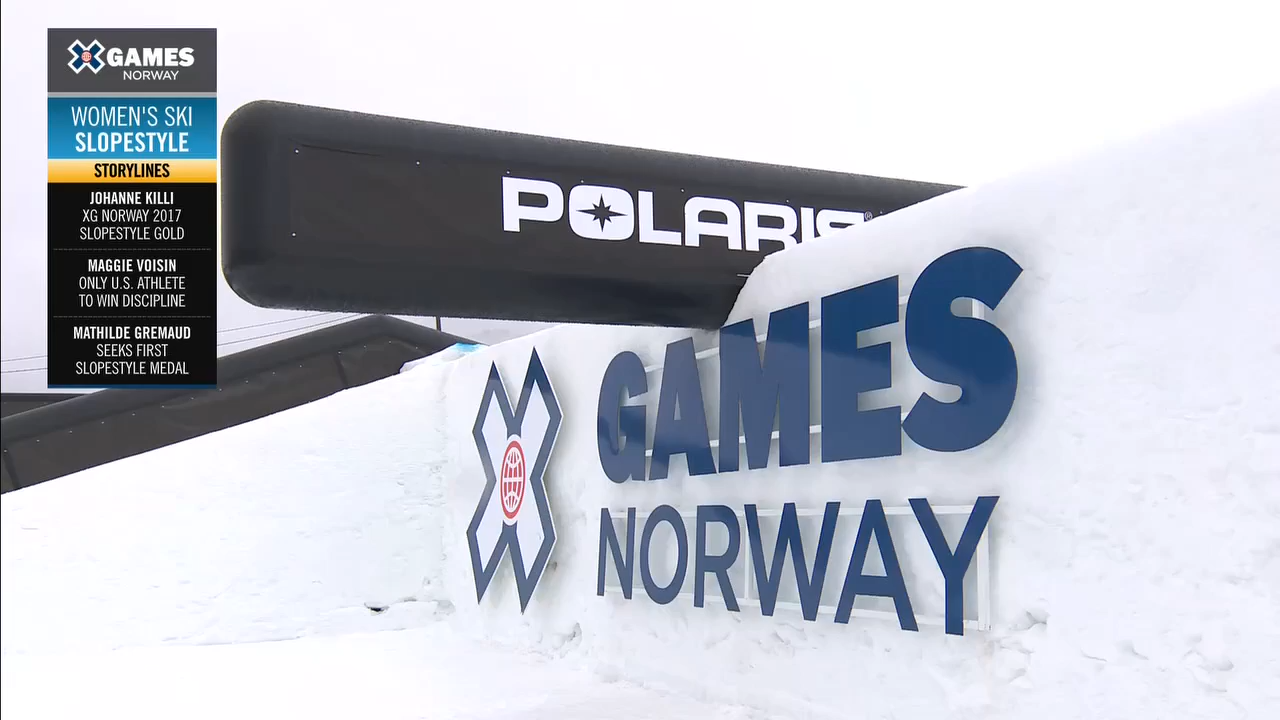 X GAMES
NORWAY
WOMEN'S SKI
SLOPESTYLE
STORYLINES
JOHANNE KILLI
XG NORWAY 2017
SLOPESTYLE GOLD
MAGGIE VOISIN
ONLY U.S. ATHLETE
TO WIN DISCIPLINE
MATHILDE GREMAUD
SEEKS FIRST
SLOPESTYLE MEDAL
POLARIS®
X GAMES
NORWAY